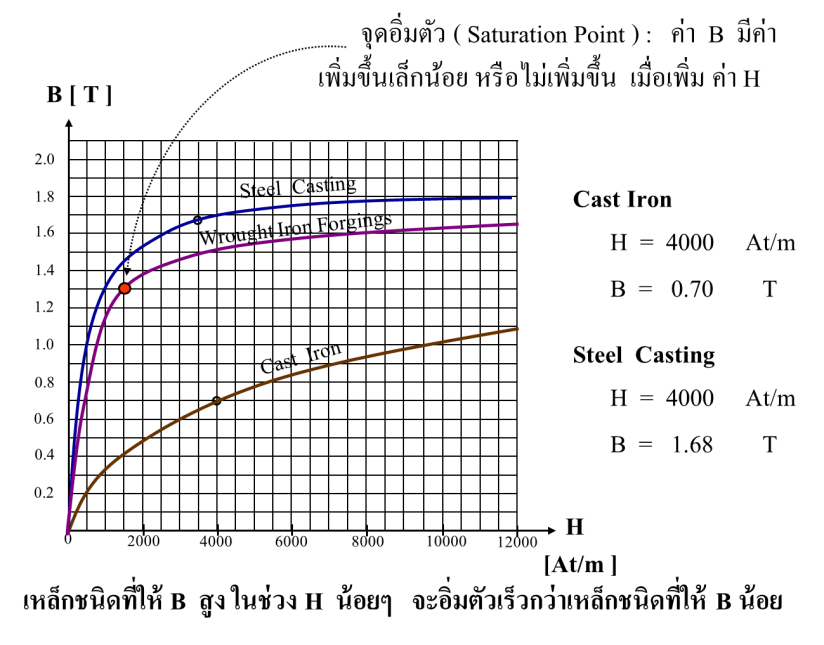 จุดอิ่มตัว ( Saturation Point ) : ค่า B มีค่า
เพิ่มขึ้นเล็กน้อย หรือไม่เพิ่มขึ้น เมื่อเพิ่ม ค่า H
B [ T ]
2.0
1.8
1.6
1.4
1.2
1.0
0.8
0.6
0.4
0.2
Steel Casting
Wrought Iron Forgings
Cast Iron
0 2000 4000 6000 8000 10000 12000
H
[At/m ]
Cast Iron
H = 4000 At/m
B = 0.70 T
Steel Casting
H = 4000 At/m
B = 1.68 T
เหล็กชนิดที่ให้ B สูง ในช่วง H น้อยๆ จะอิ่มตัวเร็วกว่าเหล็กชนิดที่ให้ B น้อย